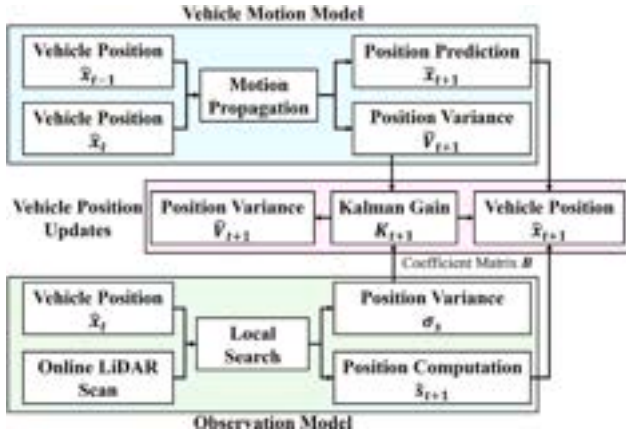 Vehicle Motion Model
Vehicle Position
x̂ₜ₋₁
Vehicle Position
x̂ₜ
Motion
Propagation
Position Prediction
x̄ₜ₊₁
Position Variance
V̄ₜ₊₁
Vehicle Position
Updates
Position Variance
V̂ₜ₊₁
Kalman Gain
Kₜ₊₁
Vehicle Position
x̂ₜ₊₁
Coefficient Matrix B
Vehicle Position
x̂ₜ
Online LiDAR
Scan
Local
Search
Position Variance
σₛ
Position Computation
ŝₜ₊₁
Observation Model